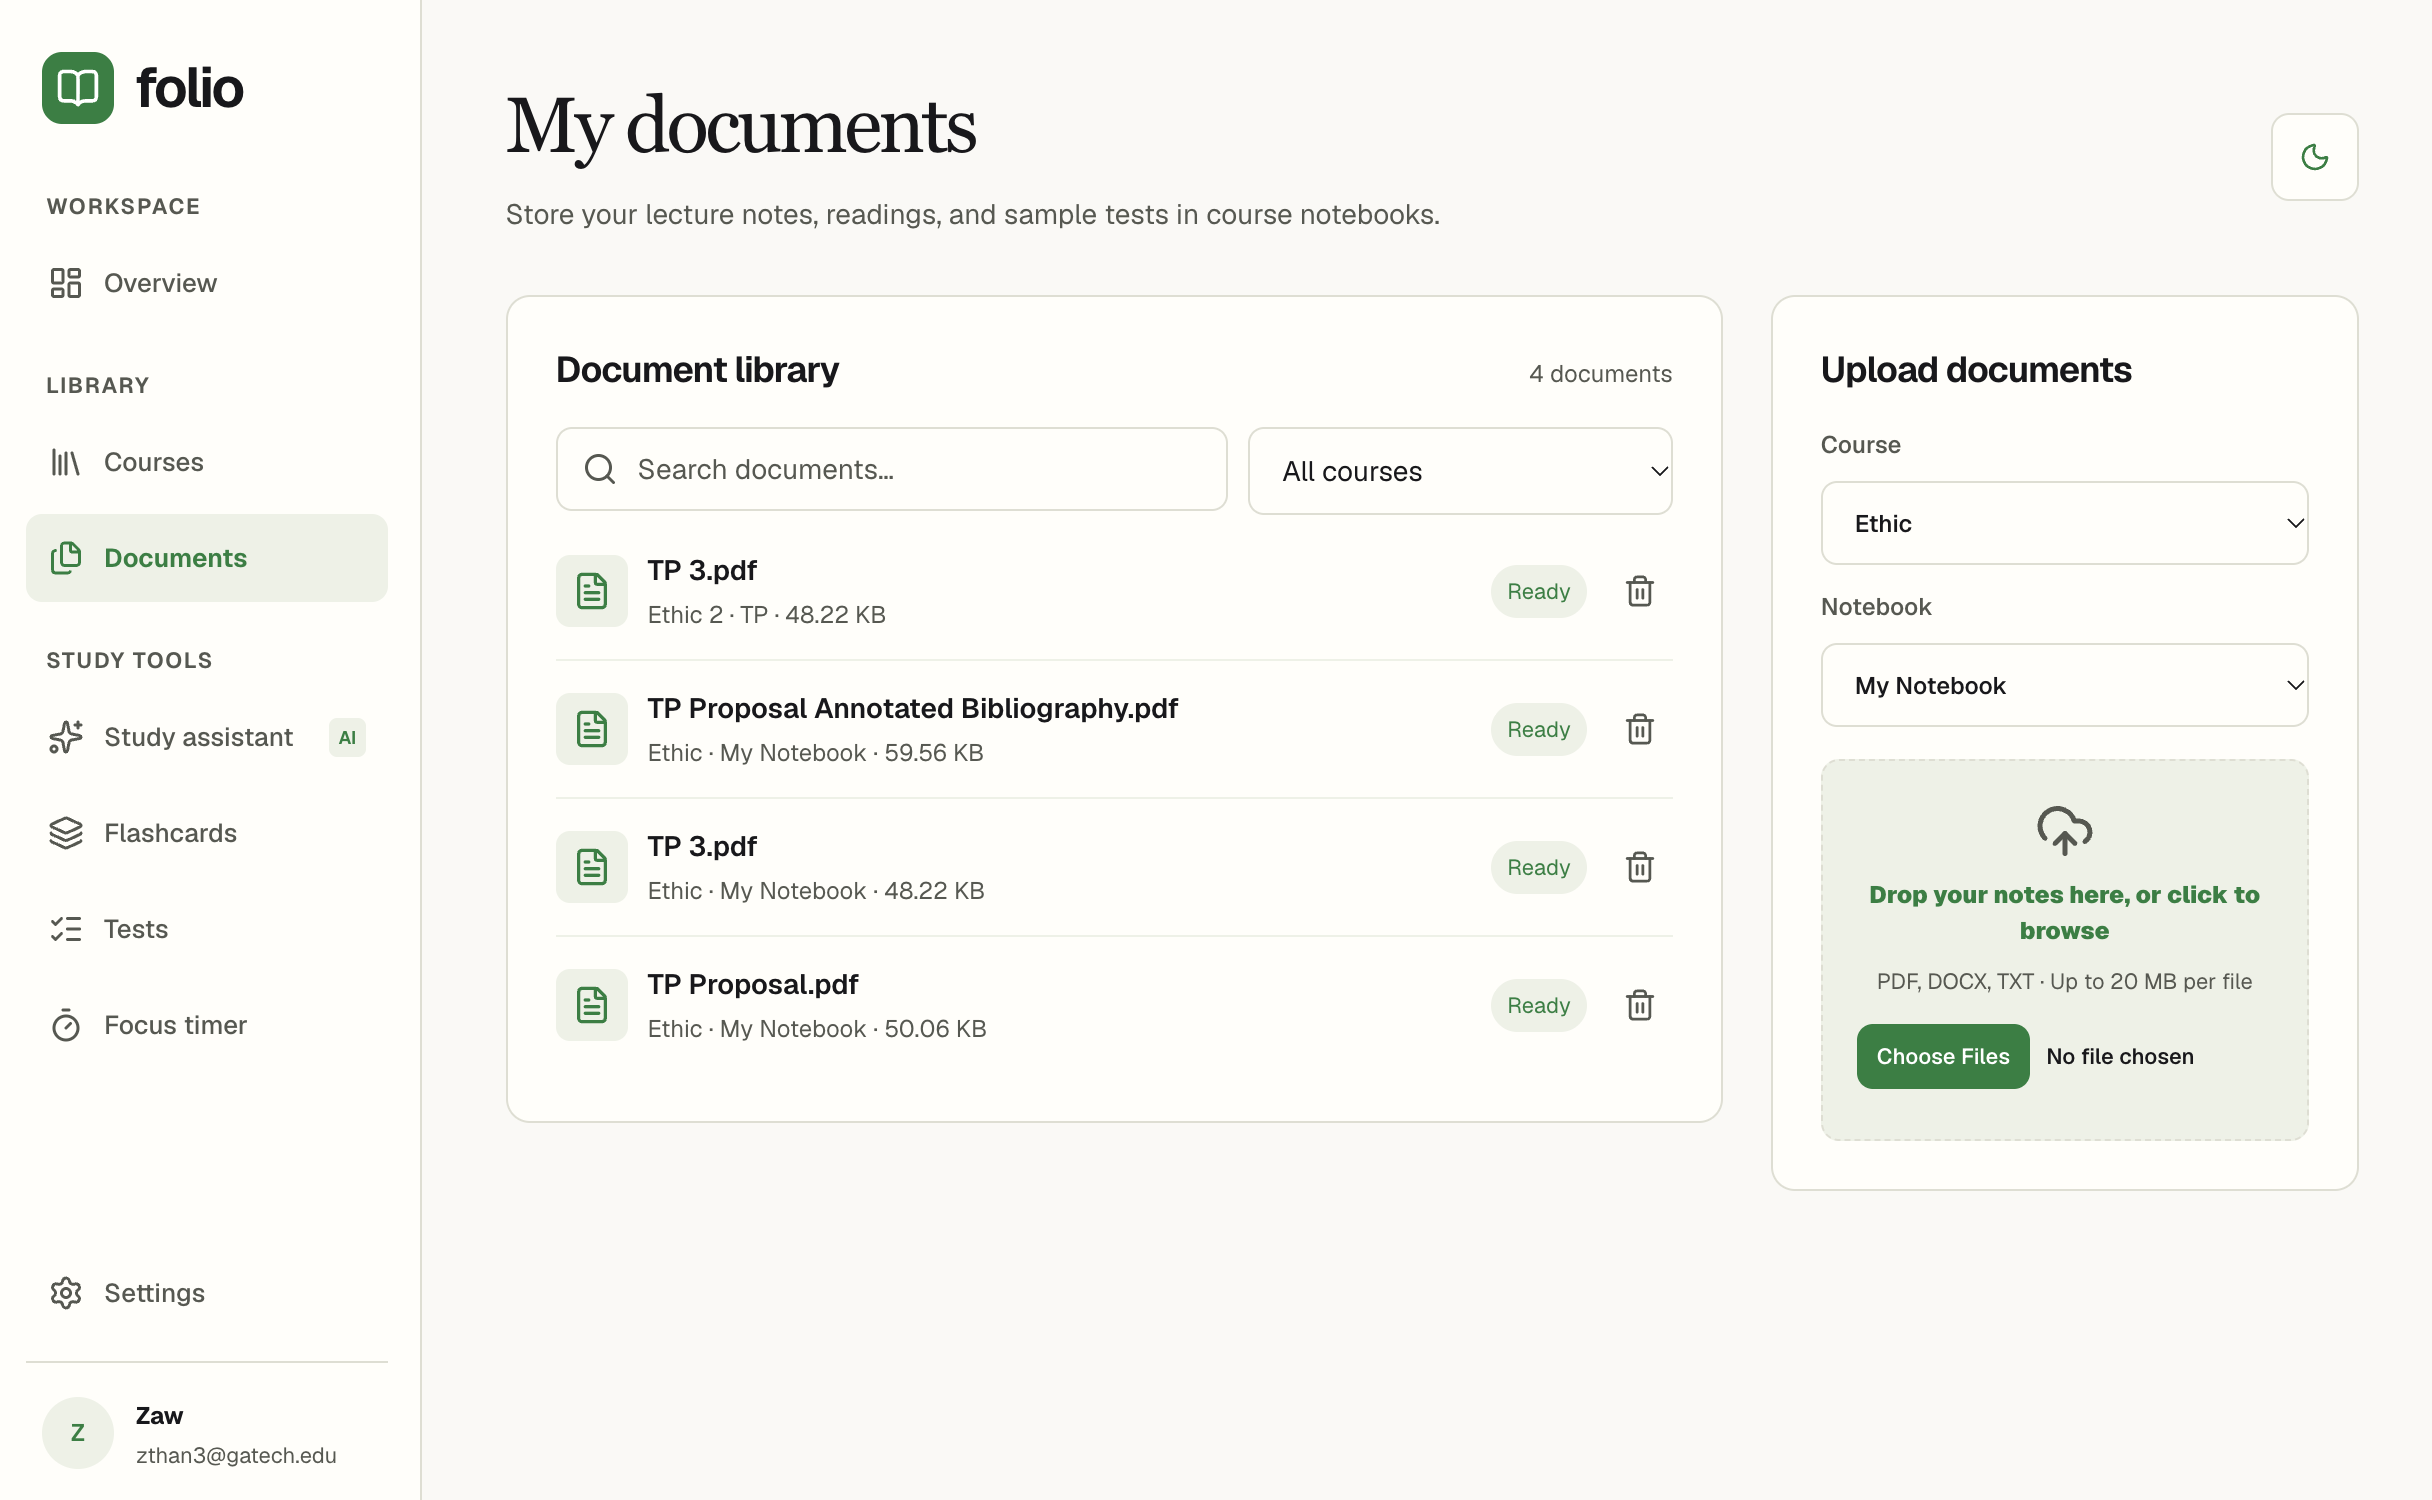 folio
WORKSPACE
Overview
LIBRARY
Courses
Documents
STUDY TOOLS
Study assistant AI
Flashcards
Tests
Focus timer
Settings
Z
Zaw
zthan3@gatech.edu
My documents
Store your lecture notes, readings, and sample tests in course notebooks.
Document library
4 documents
Search documents...
All courses
TP 3.pdf
Ethic 2 · TP · 48.22 KB
Ready
TP Proposal Annotated Bibliography.pdf
Ethic · My Notebook · 59.56 KB
Ready
TP 3.pdf
Ethic · My Notebook · 48.22 KB
Ready
TP Proposal.pdf
Ethic · My Notebook · 50.06 KB
Ready
Upload documents
Course
Ethic
Notebook
My Notebook
Drop your notes here, or click to
browse
PDF, DOCX, TXT · Up to 20 MB per file
Choose Files No file chosen